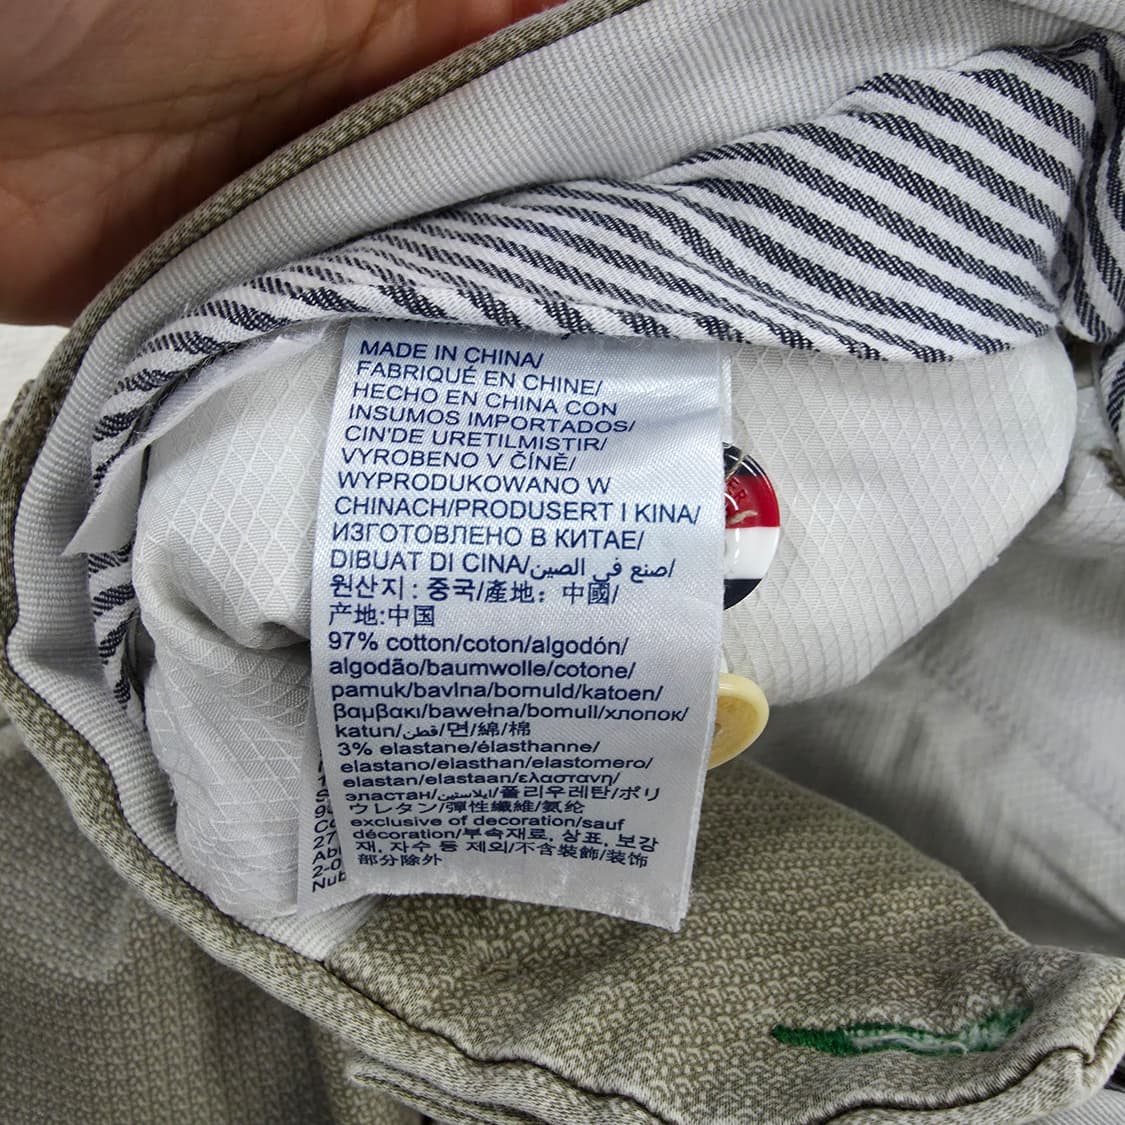 MADE IN CHINA/
FABRIQUÉ EN CHINE/
HECHO EN CHINA CON
INSUMOS IMPORTADOS/
CIN'DE URETILMISTIR/
VYROBENO V ČÍNĚ/
WYPRODUKOWANO W
CHINACH/PRODUSERT I KINA/
ИЗГОТОВЛЕНО В КИТАЕ/
DIBUAT DI CINA/صنع في الصين/
원산지 : 중국/產地：中國/
产地:中国
97% cotton/coton/algodón/
algodão/baumwolle/cotone/
pamuk/bavlna/bomuld/katoen/
βαμβακι/bawełna/bomull/хлопок/
katun/قطن/면/綿/棉
3% elastane/élasthanne/
elastano/elasthan/elastomero/
elastan/elastaan/ελαστανη/
эластан/ايلاستين/폴리우레탄/ポリ
ウレタン/彈性纖維/氨纶
exclusive of decoration/sauf
décoration/부속재료, 상표, 보강
재, 자수 등 제외/不含裝飾/装饰
部分除外